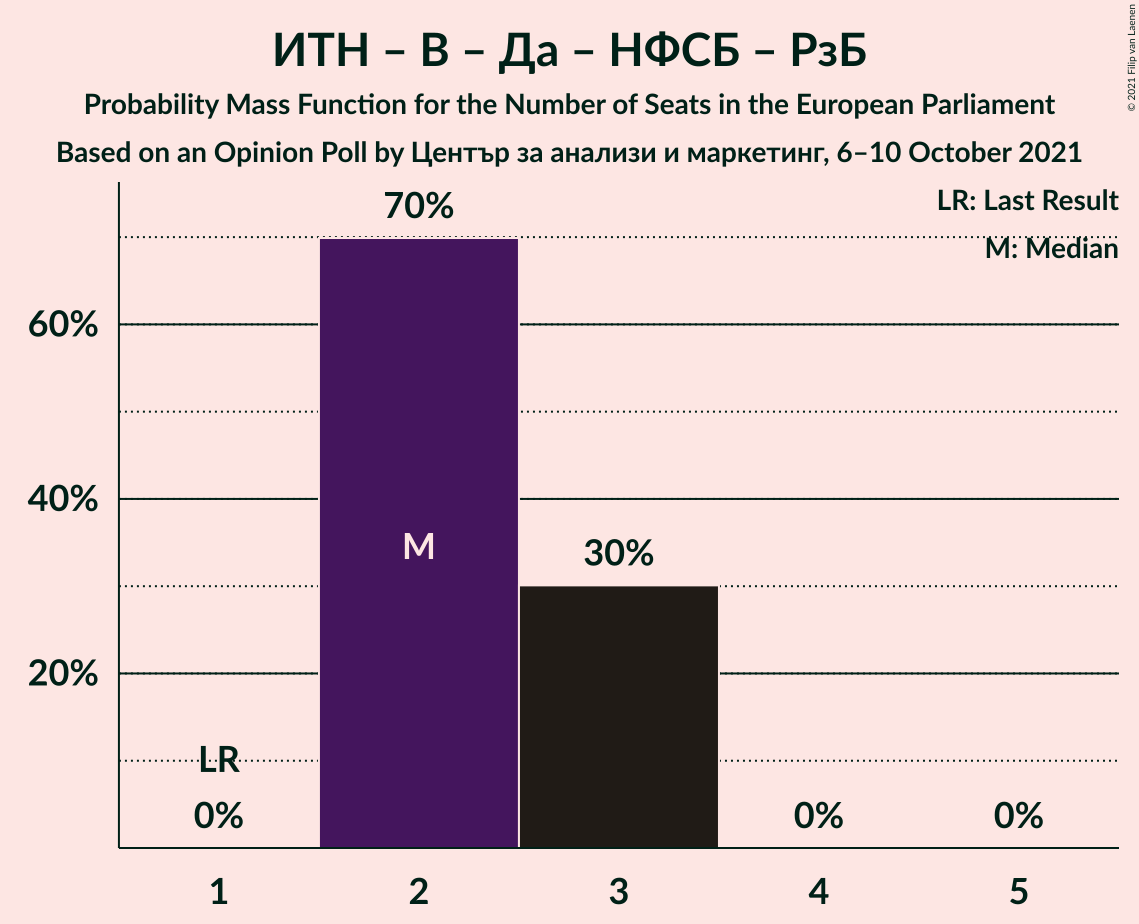 ИТН – В – Да – НФСБ – РзБ
Probability Mass Function for the Number of Seats in the European Parliament
Based on an Opinion Poll by Център за анализи и маркетинг, 6–10 October 2021
© 2021 Filip van Laenen
LR: Last Result
M: Median
70%
60%
M
30%
40%
20%
LR
0%
0%
0%
1
2
3
4
5